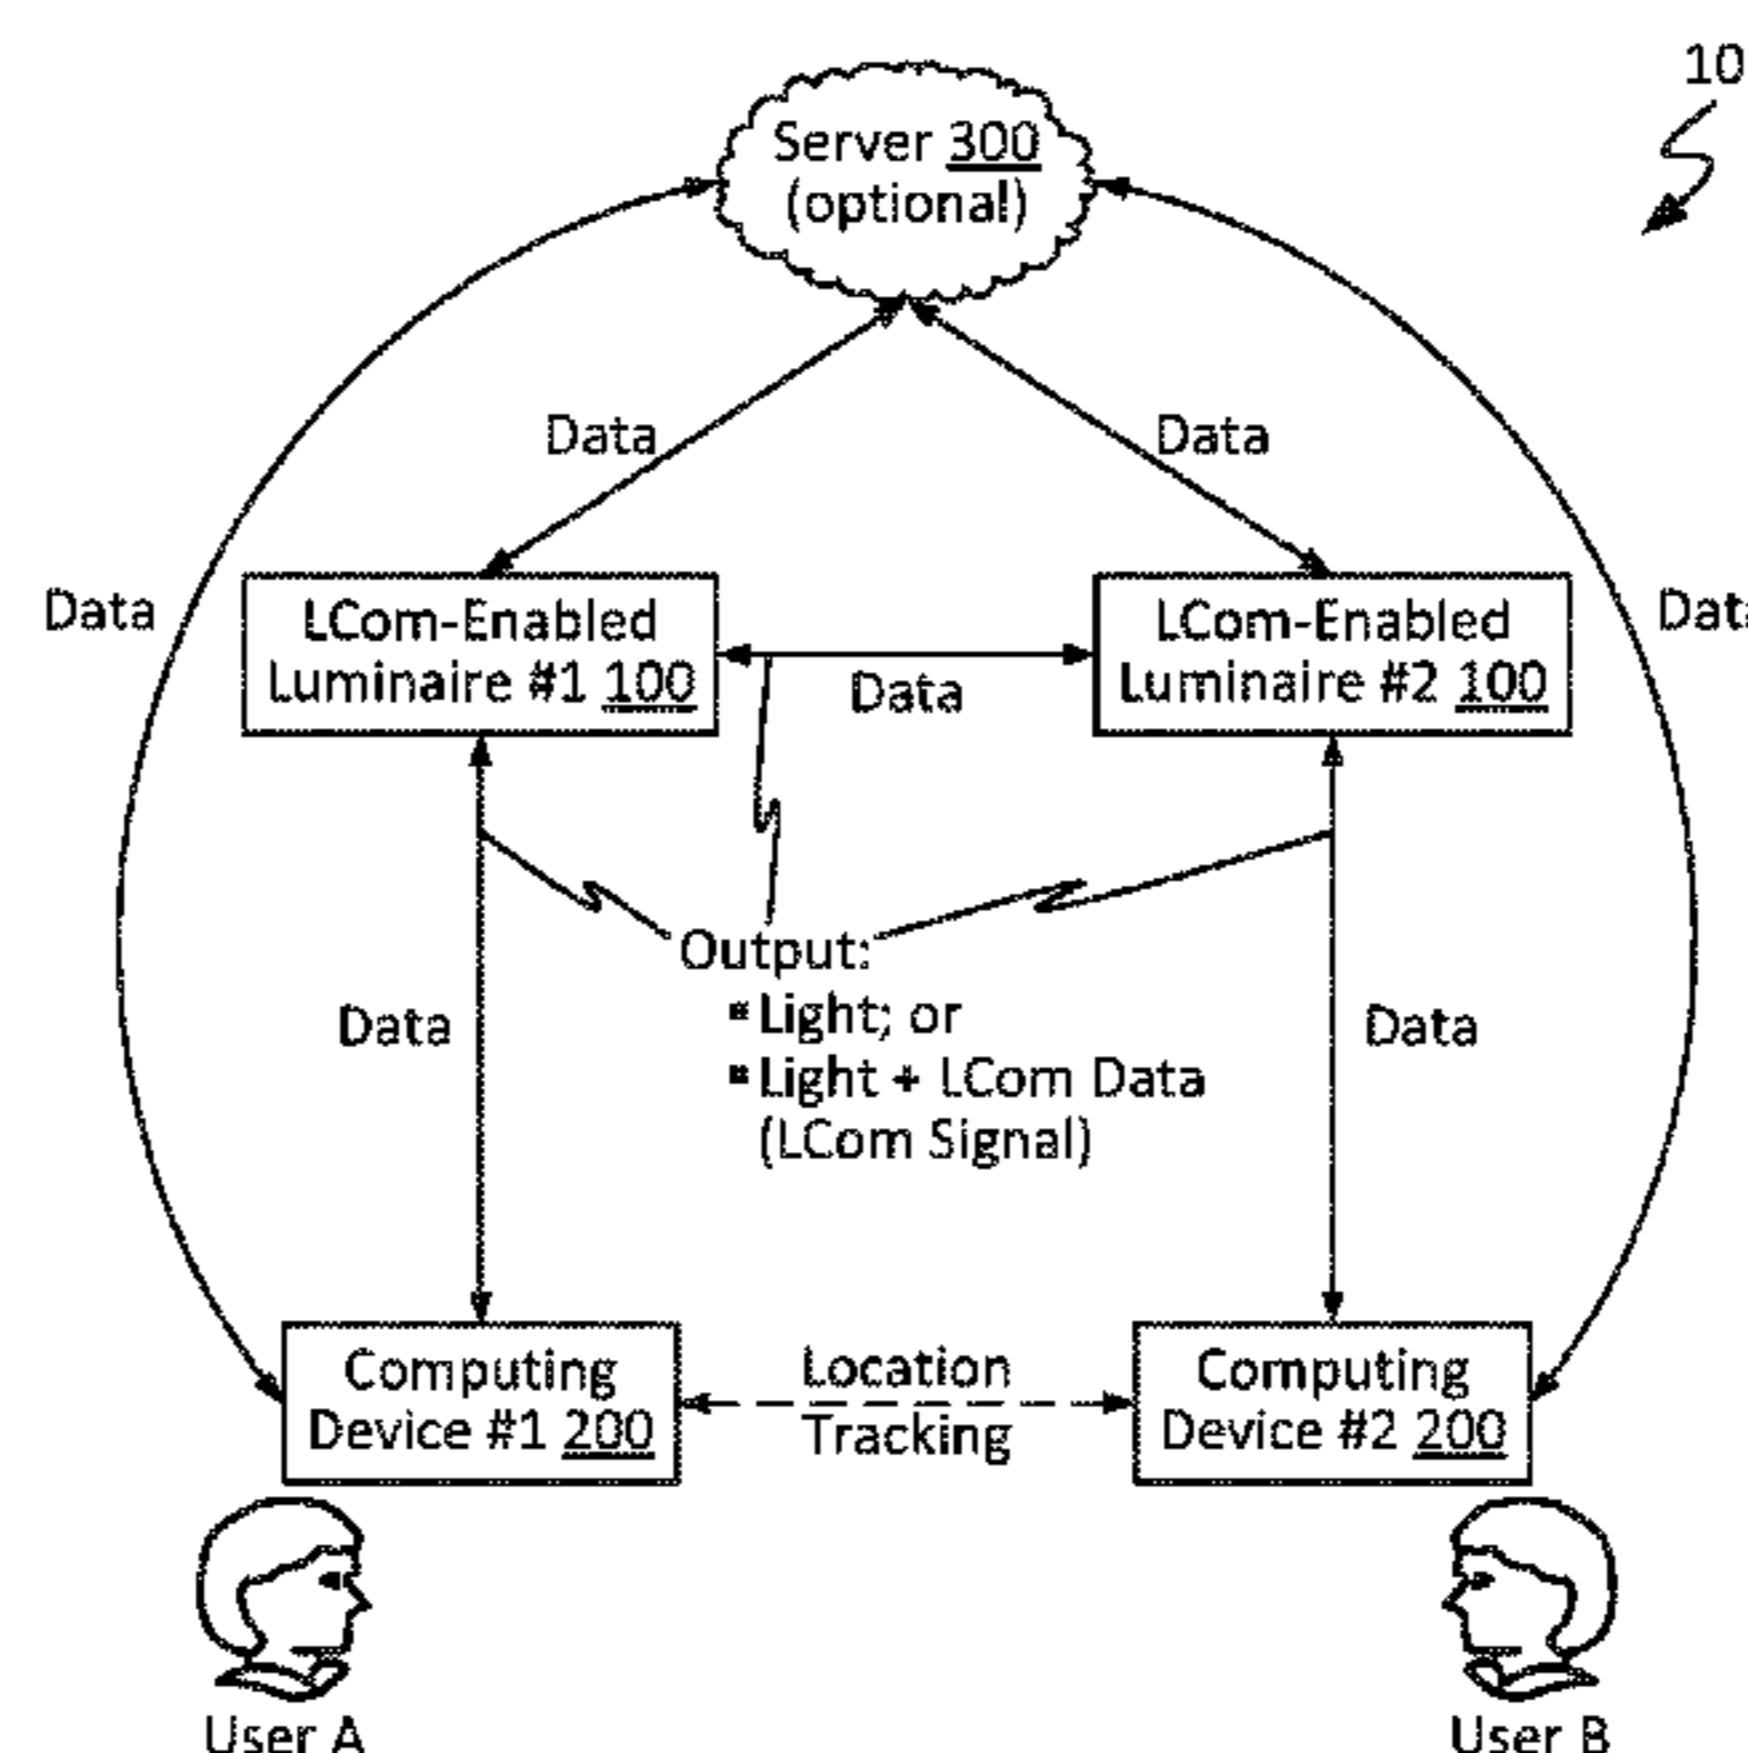 10
Server 300
(optional)
Data
Data
Data
LCom-Enabled
Luminaire #1 100
Data
LCom-Enabled
Luminaire #2 100
Data
Output:
▪ Light; or
▪ Light + LCom Data
(LCom Signal)
Data
Data
Computing
Device #1 200
Location
Tracking
Computing
Device #2 200
User A
User B